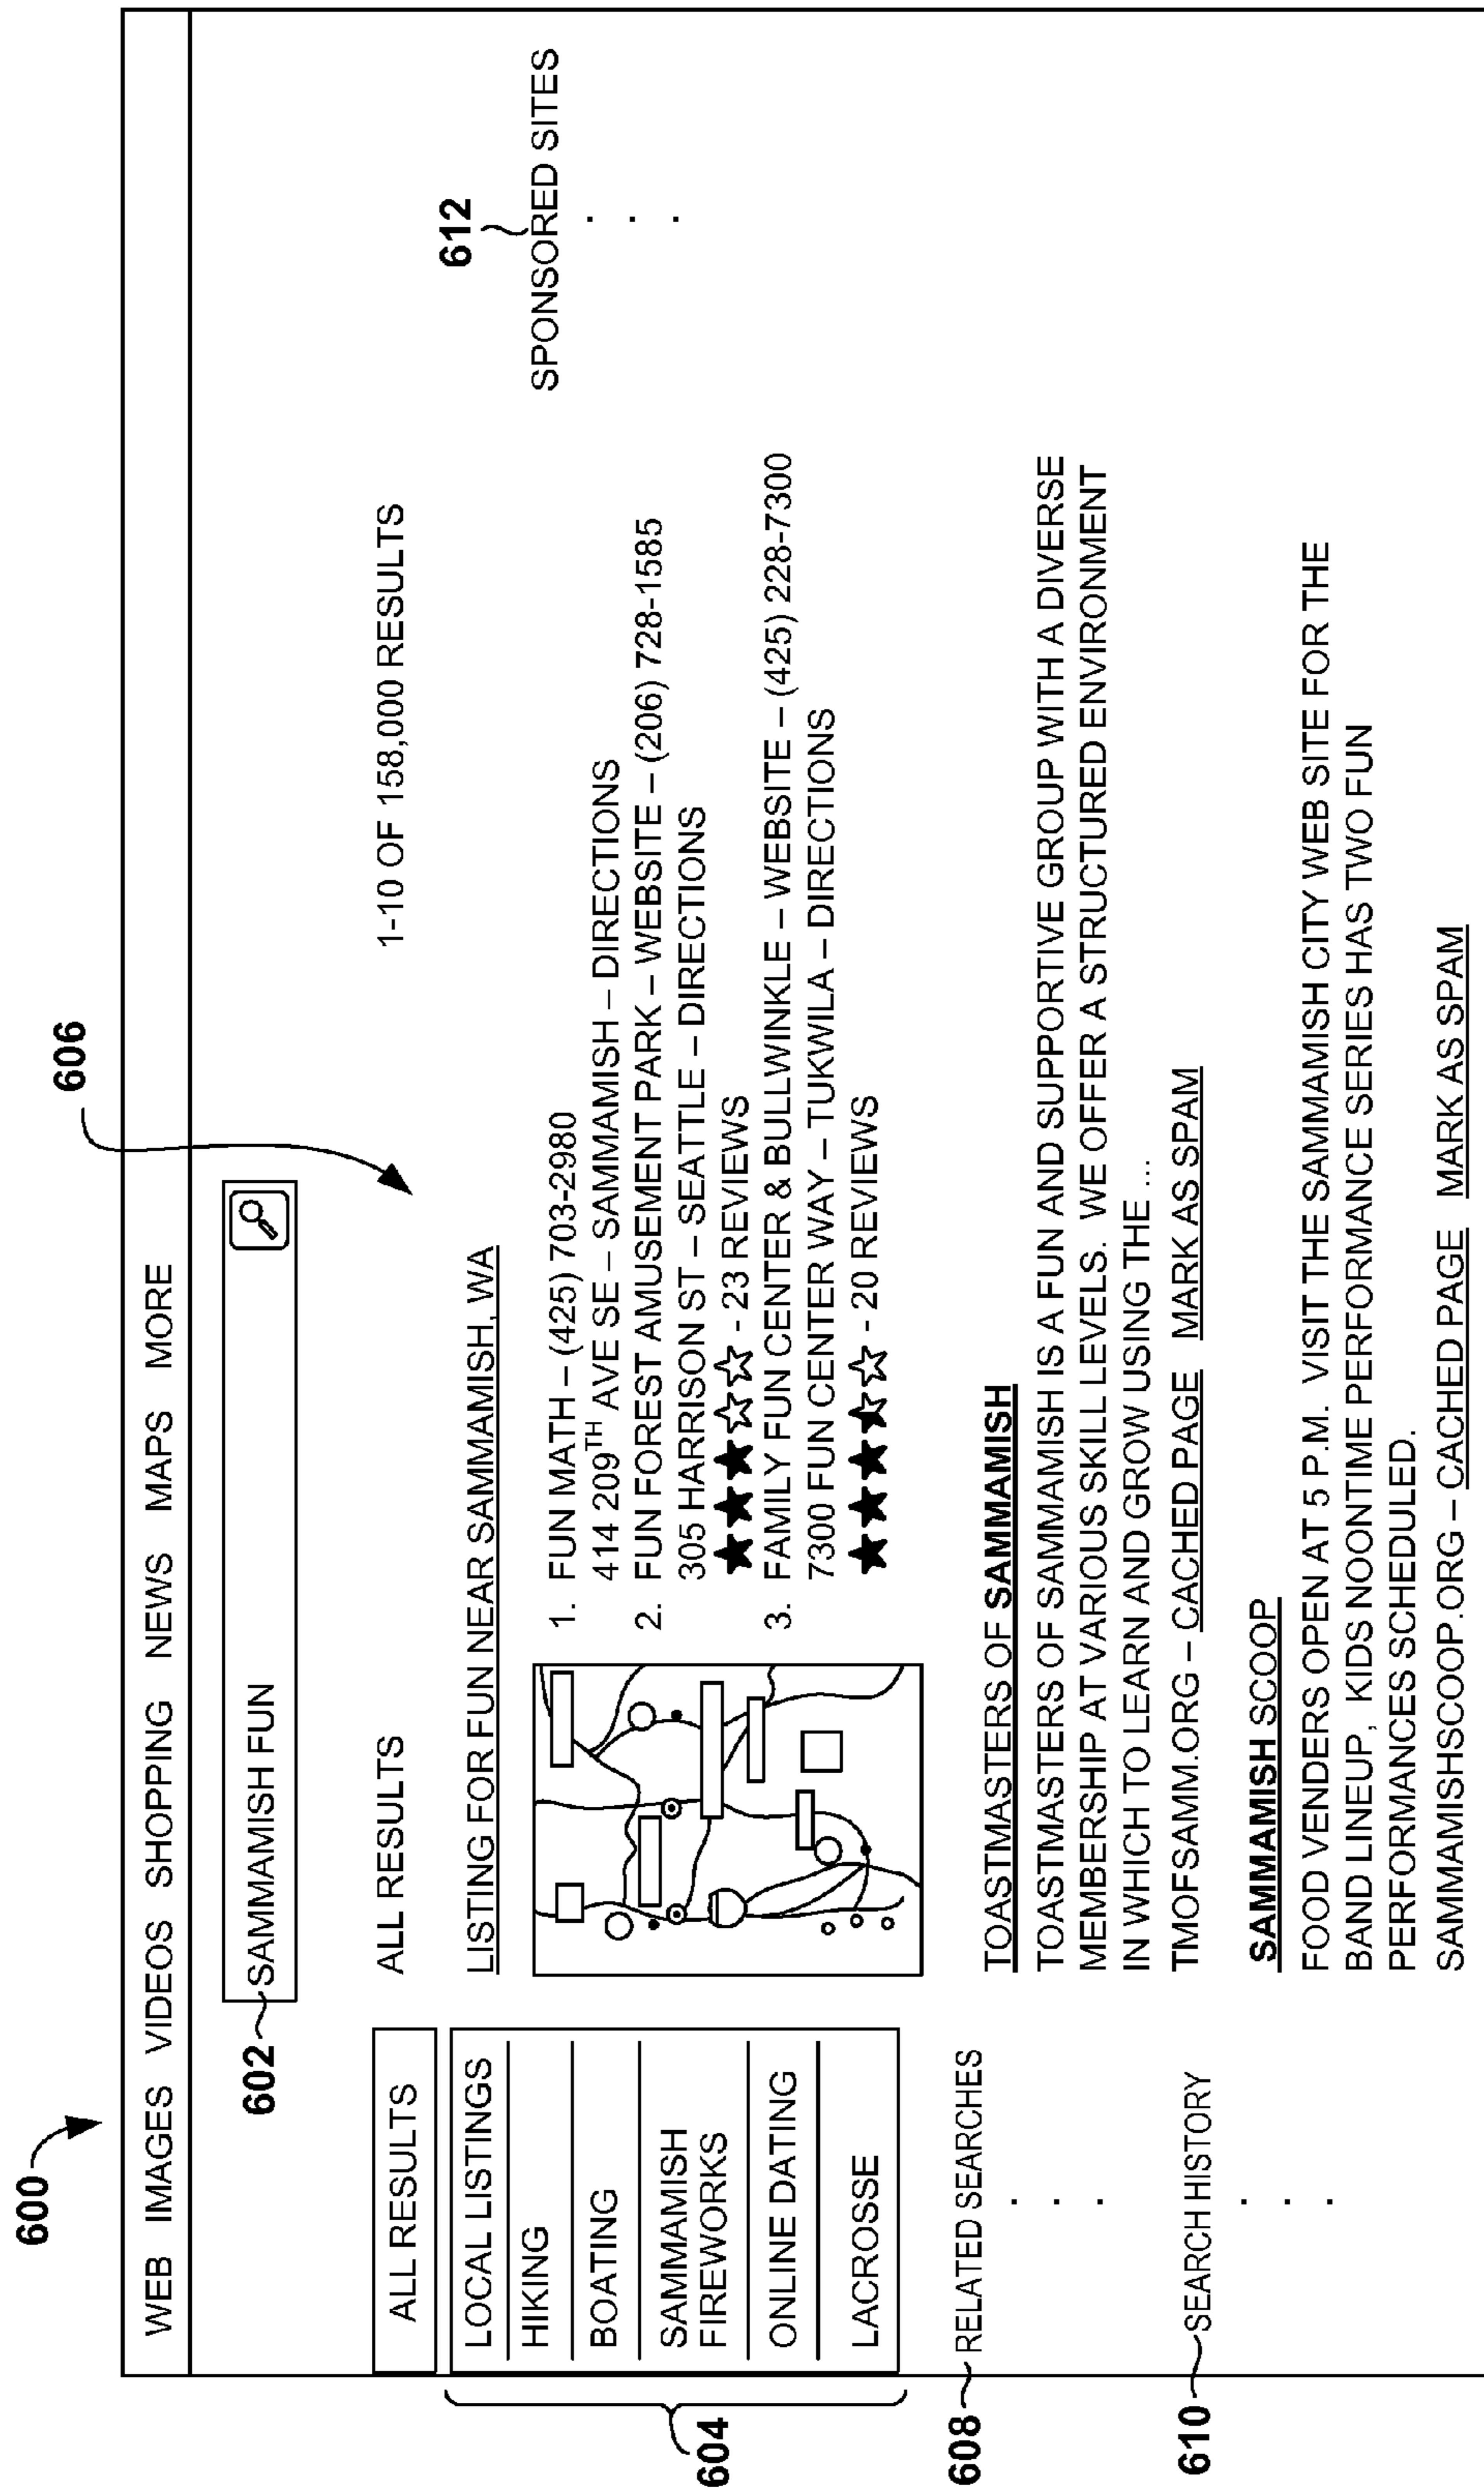 600
WEB IMAGES VIDEOS SHOPPING NEWS MAPS MORE
602
SAMMAMISH FUN
606
ALL RESULTS
ALL RESULTS
1-10 OF 158,000 RESULTS
604
LOCAL LISTINGS
HIKING
BOATING
SAMMAMISH
FIREWORKS
ONLINE DATING
LACROSSE
608
RELATED SEARCHES
. . .
610
SEARCH HISTORY
. . .
LISTING FOR FUN NEAR SAMMAMISH, WA
1. FUN MATH – (425) 703-2980
414 209TH AVE SE – SAMMAMISH – DIRECTIONS
2. FUN FOREST AMUSEMENT PARK – WEBSITE – (206) 728-1585
305 HARRISON ST – SEATTLE – DIRECTIONS
★★★☆☆ - 23 REVIEWS
3. FAMILY FUN CENTER & BULLWINKLE – WEBSITE – (425) 228-7300
7300 FUN CENTER WAY – TUKWILA – DIRECTIONS
- 20 REVIEWS
TOASTMASTERS OF SAMMAMISH
TOASTMASTERS OF SAMMAMISH IS A FUN AND SUPPORTIVE GROUP WITH A DIVERSE
MEMBERSHIP AT VARIOUS SKILL LEVELS. WE OFFER A STRUCTURED ENVIRONMENT
IN WHICH TO LEARN AND GROW USING THE ...
TMOFSAMM.ORG – CACHED PAGE MARK AS SPAM
SAMMAMISH SCOOP
FOOD VENDERS OPEN AT 5 P.M. VISIT THE SAMMAMISH CITY WEB SITE FOR THE
BAND LINEUP, KIDS NOONTIME PERFORMANCE SERIES HAS TWO FUN
PERFORMANCES SCHEDULED.
SAMMAMISHSCOOP.ORG – CACHED PAGE MARK AS SPAM
612
SPONSORED SITES
. . .